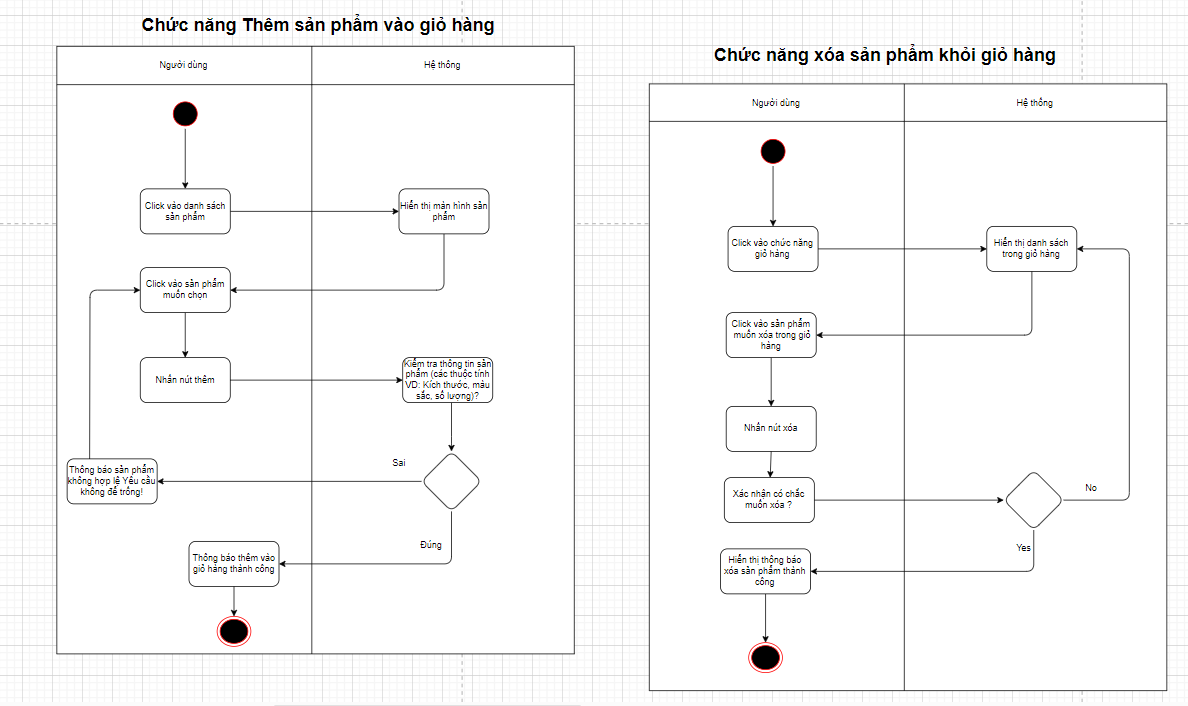 Chức năng Thêm sản phẩm vào giỏ hàng
Người dùng
Hệ thống
Click vào danh sách
sản phẩm
Hiển thị màn hình sản
phẩm
Click vào sản phẩm
muốn chọn
Nhấn nút thêm
Kiểm tra thông tin sản
phẩm (các thuộc tính
VD: Kích thước, màu
sắc, số lượng)?
Sai
Thông báo sản phẩm
không hợp lệ Yêu cầu
không để trống!
Đúng
Thông báo thêm vào
giỏ hàng thành công
Chức năng xóa sản phẩm khỏi giỏ hàng
Người dùng
Hệ thống
Click vào chức năng
giỏ hàng
Hiển thị danh sách
trong giỏ hàng
Click vào sản phẩm
muốn xóa trong giỏ
hàng
Nhấn nút xóa
Xác nhận có chắc
muốn xóa ?
No
Yes
Hiển thị thông báo
xóa sản phẩm thành
công